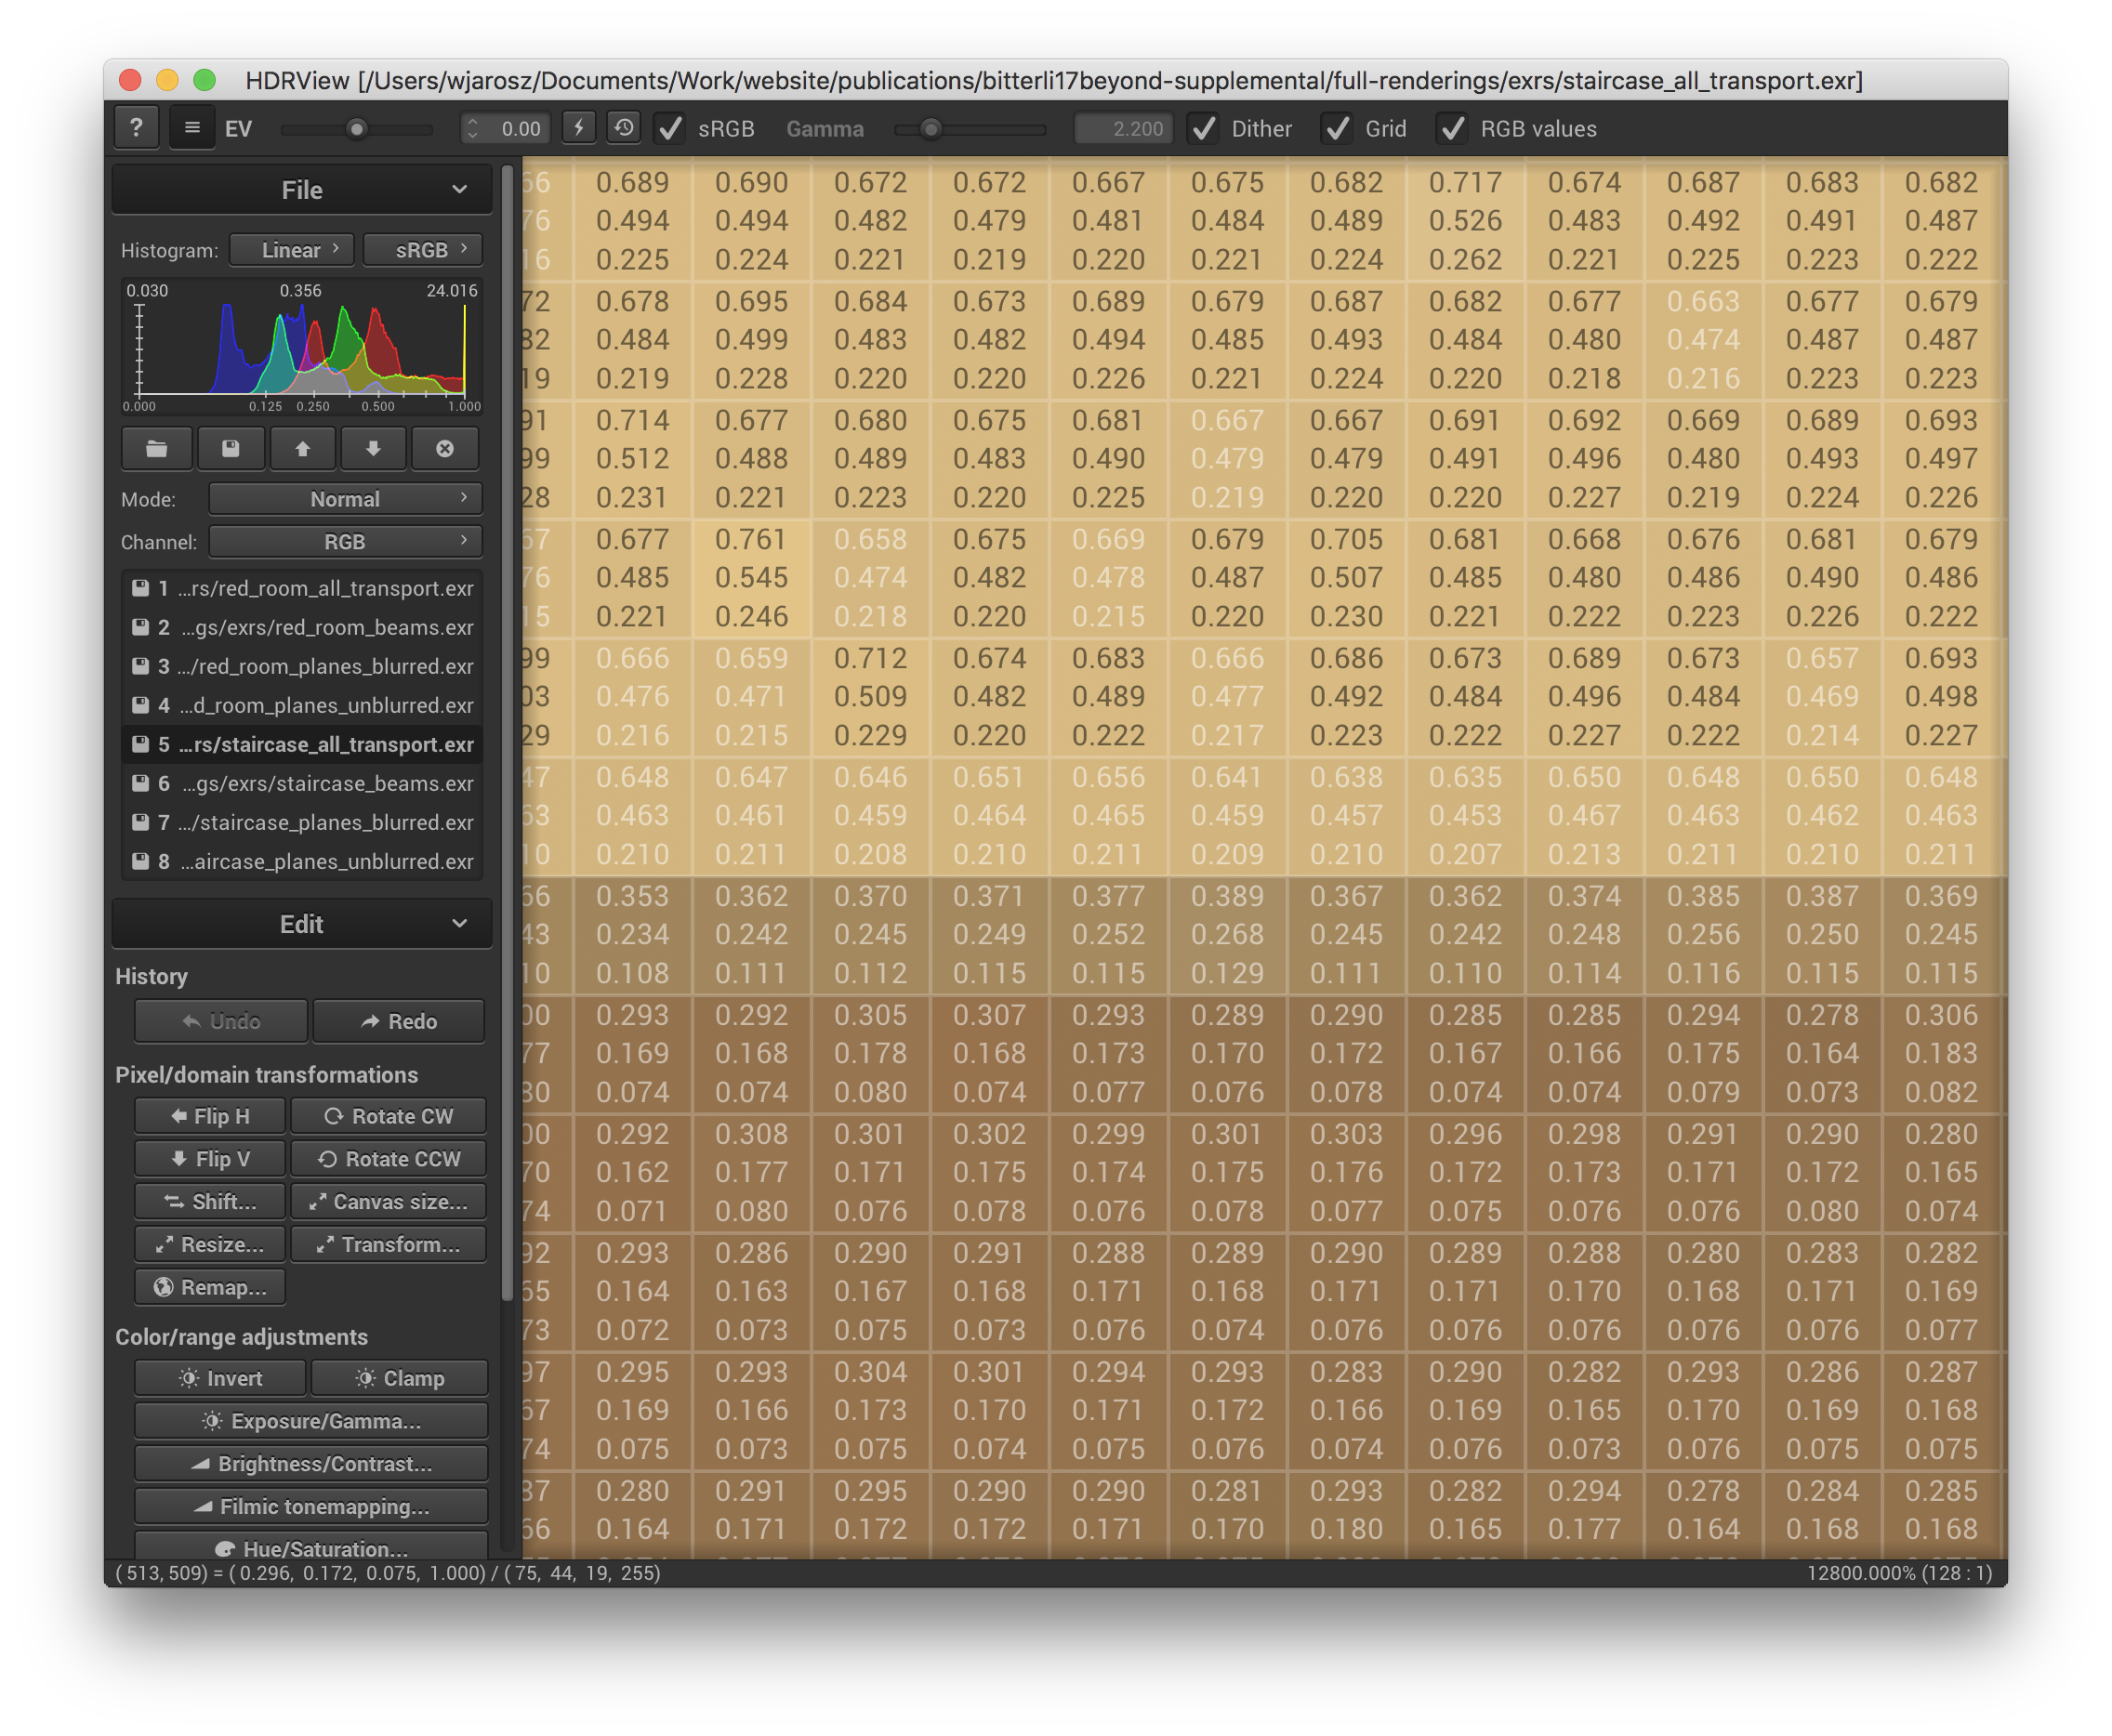 HDRView [/Users/wjarosz/Documents/Work/website/publications/bitterli17beyond-supplemental/full-renderings/exrs/staircase_all_transport.exr]
? EV 0.00 sRGB Gamma 2.200 Dither Grid RGB values
File
Histogram: Linear sRGB
0.030 0.356 24.016
0.000 0.125 0.250 0.500 1.000
Mode: Normal
Channel: RGB
1 ...rs/red_room_all_transport.exr
2 ...gs/exrs/red_room_beams.exr
3 .../red_room_planes_blurred.exr
4 ...d_room_planes_unblurred.exr
5 ...rs/staircase_all_transport.exr
6 ...gs/exrs/staircase_beams.exr
7 .../staircase_planes_blurred.exr
8 ...aircase_planes_unblurred.exr
Edit
History
Undo Redo
Pixel/domain transformations
Flip H Rotate CW
Flip V Rotate CCW
Shift... Canvas size...
Resize... Transform...
Remap...
Color/range adjustments
Invert Clamp
Exposure/Gamma...
Brightness/Contrast...
Filmic tonemapping...
Hue/Saturation...
66 0.689 0.690 0.672 0.672 0.667 0.675 0.682 0.717 0.674 0.687 0.683 0.682
76 0.494 0.494 0.482 0.479 0.481 0.484 0.489 0.526 0.483 0.492 0.491 0.487
16 0.225 0.224 0.221 0.219 0.220 0.221 0.224 0.262 0.221 0.225 0.223 0.222
72 0.678 0.695 0.684 0.673 0.689 0.679 0.687 0.682 0.677 0.663 0.677 0.679
82 0.484 0.499 0.483 0.482 0.494 0.485 0.493 0.484 0.480 0.474 0.487 0.487
19 0.219 0.228 0.220 0.220 0.226 0.221 0.224 0.220 0.218 0.216 0.223 0.223
91 0.714 0.677 0.680 0.675 0.681 0.667 0.667 0.691 0.692 0.669 0.689 0.693
99 0.512 0.488 0.489 0.483 0.490 0.479 0.479 0.491 0.496 0.480 0.493 0.497
28 0.231 0.221 0.223 0.220 0.225 0.219 0.220 0.220 0.227 0.219 0.224 0.226
67 0.677 0.761 0.658 0.675 0.669 0.679 0.705 0.681 0.668 0.676 0.681 0.679
76 0.485 0.545 0.474 0.482 0.478 0.487 0.507 0.485 0.480 0.486 0.490 0.486
15 0.221 0.246 0.218 0.220 0.215 0.220 0.230 0.221 0.222 0.223 0.226 0.222
99 0.666 0.659 0.712 0.674 0.683 0.666 0.686 0.673 0.689 0.673 0.657 0.693
03 0.476 0.471 0.509 0.482 0.489 0.477 0.492 0.484 0.496 0.484 0.469 0.498
29 0.216 0.215 0.229 0.220 0.222 0.217 0.223 0.222 0.227 0.222 0.214 0.227
47 0.648 0.647 0.646 0.651 0.656 0.641 0.638 0.635 0.650 0.648 0.650 0.648
63 0.463 0.461 0.459 0.464 0.465 0.459 0.457 0.453 0.467 0.463 0.462 0.463
10 0.210 0.211 0.208 0.210 0.211 0.209 0.210 0.207 0.213 0.211 0.210 0.211
66 0.353 0.362 0.370 0.371 0.377 0.389 0.367 0.362 0.374 0.385 0.387 0.369
43 0.234 0.242 0.245 0.249 0.252 0.268 0.245 0.242 0.248 0.256 0.250 0.245
10 0.108 0.111 0.112 0.115 0.115 0.129 0.111 0.110 0.114 0.116 0.115 0.115
00 0.293 0.292 0.305 0.307 0.293 0.289 0.290 0.285 0.285 0.294 0.278 0.306
77 0.169 0.168 0.178 0.168 0.173 0.170 0.172 0.167 0.166 0.175 0.164 0.183
80 0.074 0.074 0.080 0.074 0.077 0.076 0.078 0.074 0.074 0.079 0.073 0.082
00 0.292 0.308 0.301 0.302 0.299 0.301 0.303 0.296 0.298 0.291 0.290 0.280
70 0.162 0.177 0.171 0.175 0.174 0.175 0.176 0.172 0.173 0.171 0.172 0.165
74 0.071 0.080 0.076 0.078 0.076 0.078 0.077 0.075 0.076 0.076 0.080 0.074
92 0.293 0.286 0.290 0.291 0.288 0.289 0.290 0.289 0.288 0.280 0.283 0.282
65 0.164 0.163 0.167 0.168 0.171 0.168 0.171 0.171 0.170 0.168 0.171 0.169
73 0.072 0.073 0.075 0.073 0.076 0.074 0.076 0.076 0.076 0.076 0.076 0.077
97 0.295 0.293 0.304 0.301 0.294 0.293 0.283 0.290 0.282 0.293 0.286 0.287
67 0.169 0.166 0.173 0.170 0.171 0.172 0.166 0.169 0.165 0.170 0.169 0.168
74 0.075 0.073 0.075 0.074 0.075 0.076 0.074 0.076 0.073 0.076 0.075 0.075
87 0.280 0.291 0.295 0.290 0.290 0.281 0.293 0.282 0.294 0.278 0.284 0.285
66 0.164 0.171 0.172 0.172 0.171 0.170 0.180 0.165 0.177 0.164 0.168 0.168
(513,509) = (0.296, 0.172, 0.075, 1.000) / (75, 44, 19, 255) 12800.000% (128 : 1)